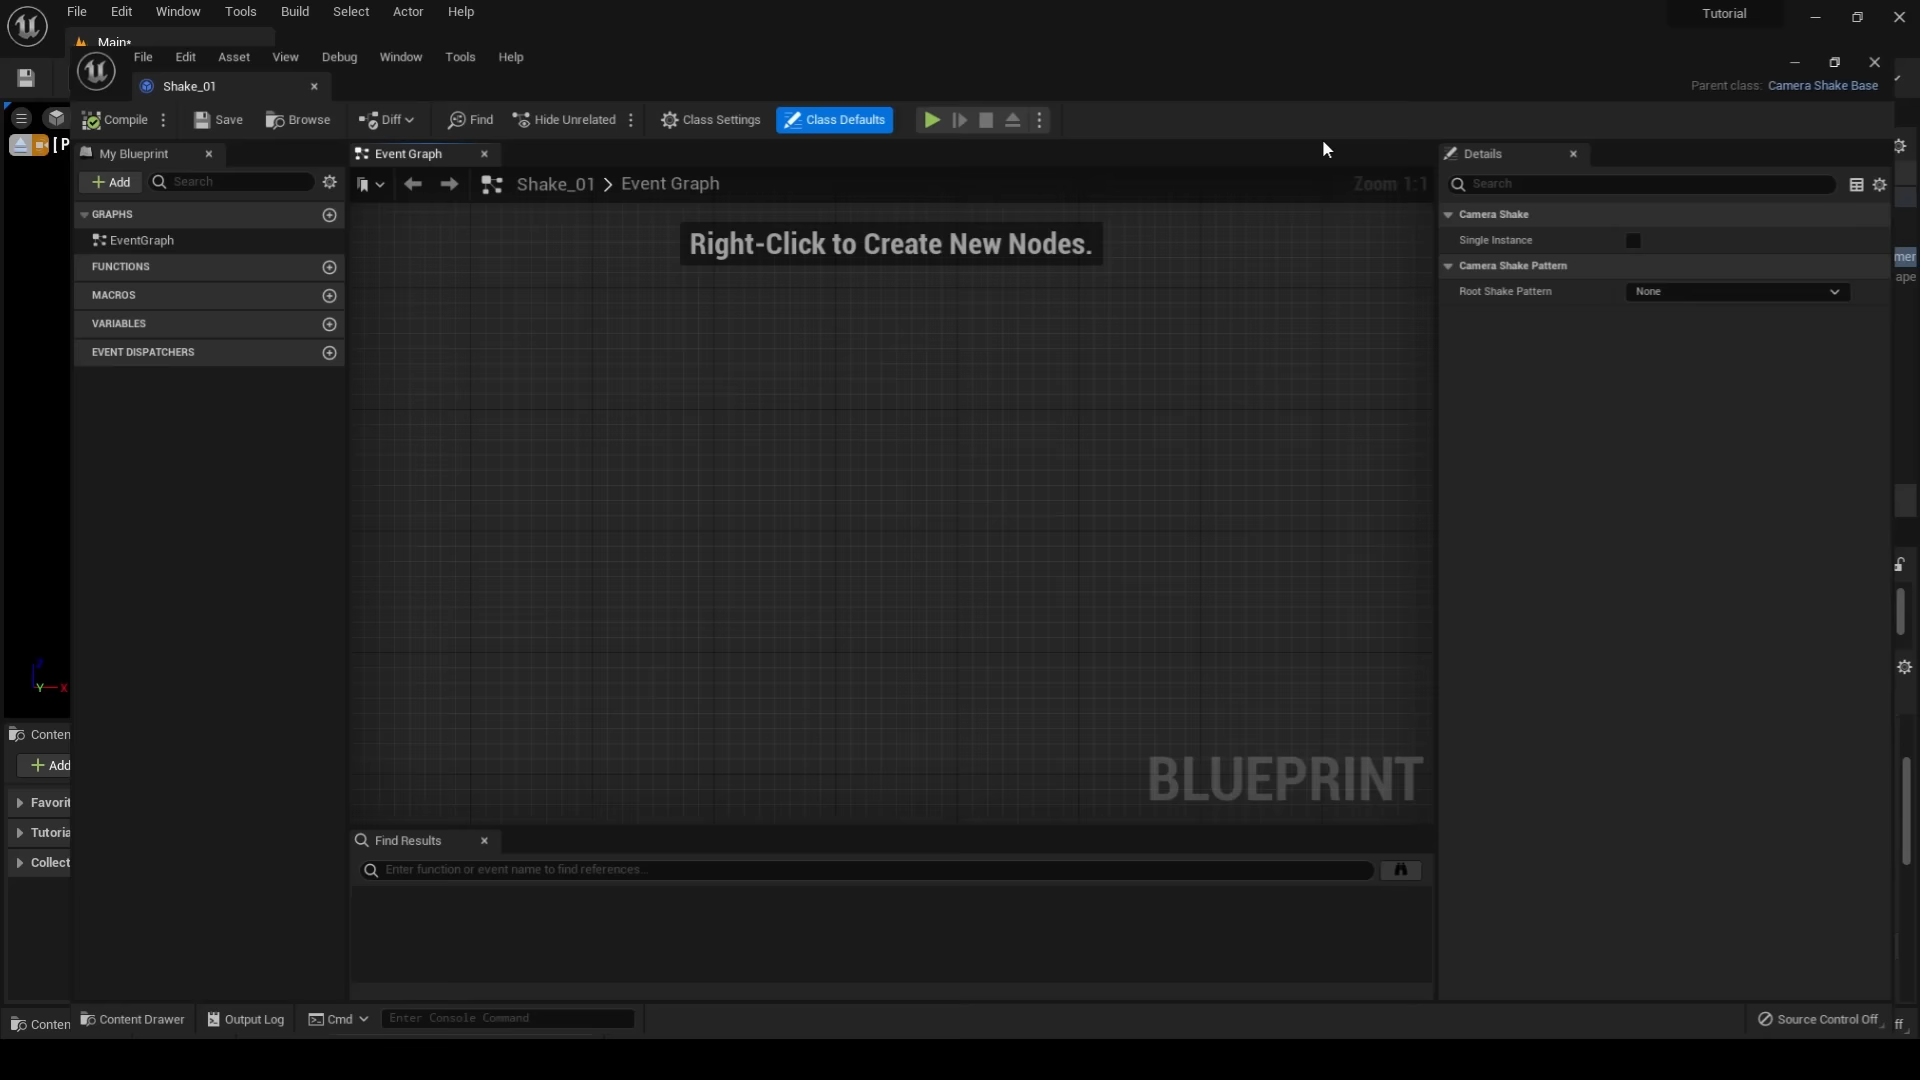 File Edit Window Tools Build Select Actor Help
Tutorial
Main*
File Edit Asset View Debug Window Tools Help
Shake_01
Parent class: Camera Shake Base
Compile Save Browse Diff Find Hide Unrelated Class Settings Class Defaults
[ P
My Blueprint
Event Graph
Details
Add
Search
Shake_01 > Event Graph
Zoom 1:1
Search
GRAPHS
EventGraph
FUNCTIONS
MACROS
VARIABLES
EVENT DISPATCHERS
Right-Click to Create New Nodes.
Camera Shake
Single Instance
Camera Shake Pattern
Root Shake Pattern
None
mer
ape
Z
Y
X
BLUEPRINT
Conten
Add
Favorit
Tutoria
Collect
Find Results
Enter function or event name to find references...
Conten
Content Drawer Output Log Cmd Enter Console Command
Source Control Off
ff